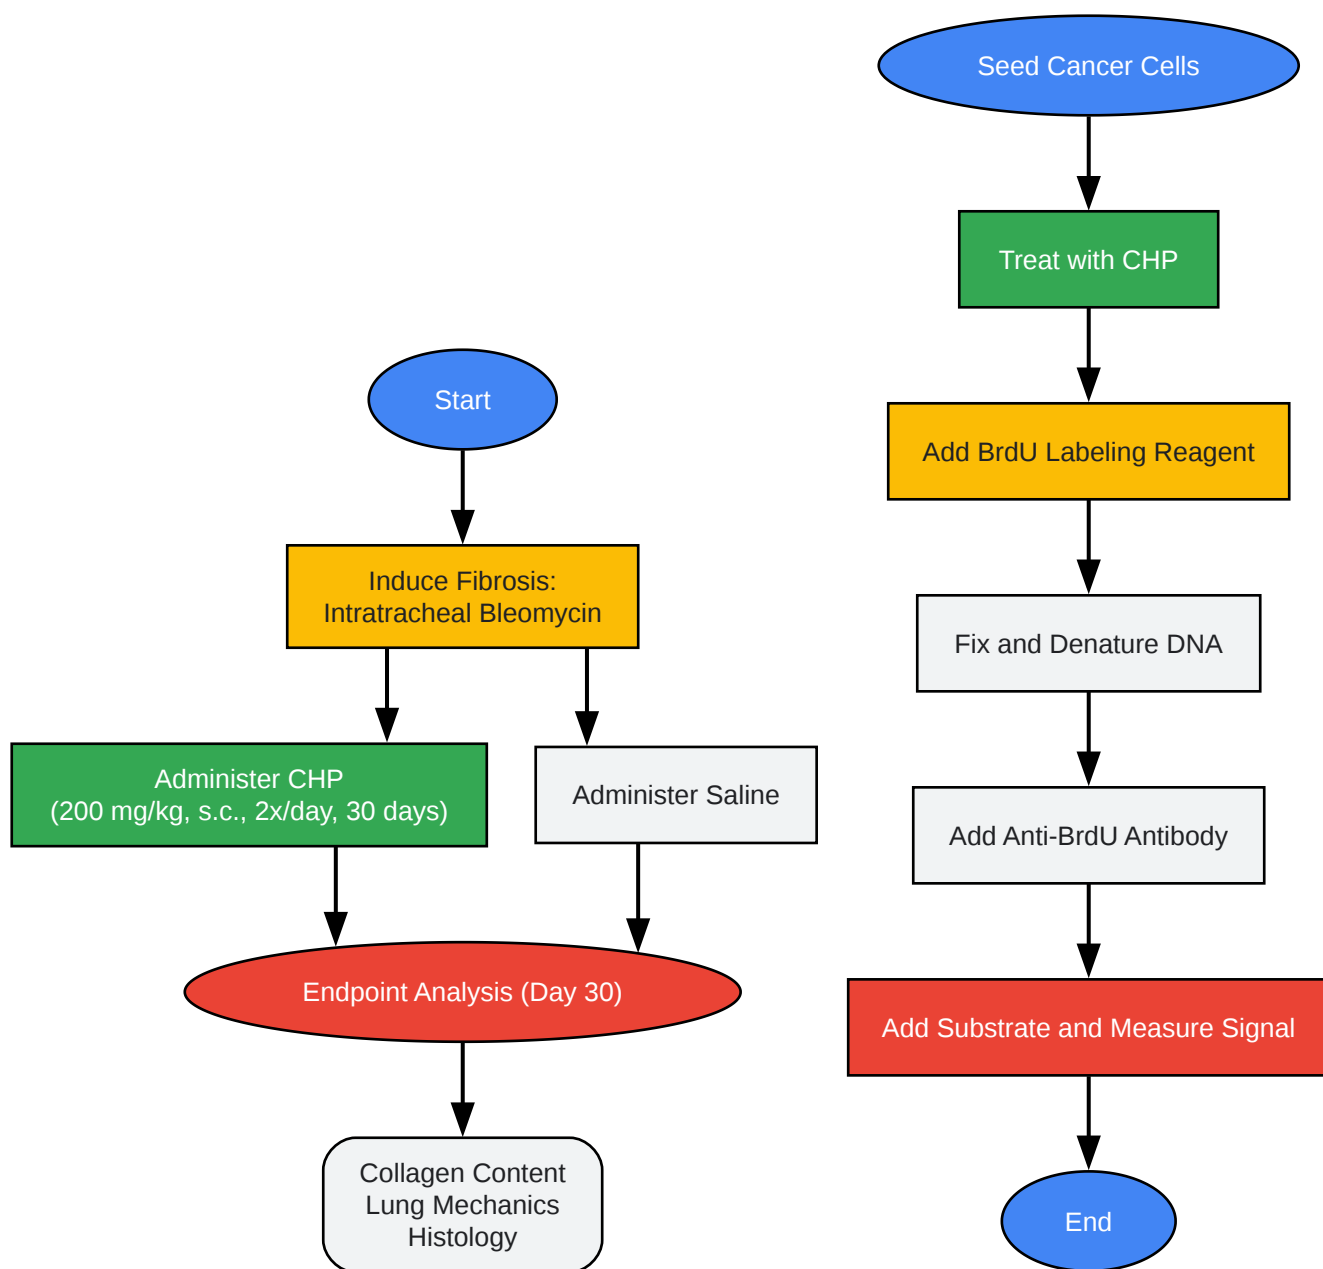 Start
Induce Fibrosis:
Intratracheal Bleomycin
Administer CHP
(200 mg/kg, s.c., 2x/day, 30 days)
Administer Saline
Endpoint Analysis (Day 30)
Collagen Content
Lung Mechanics
Histology
Seed Cancer Cells
Treat with CHP
Add BrdU Labeling Reagent
Fix and Denature DNA
Add Anti-BrdU Antibody
Add Substrate and Measure Signal
End